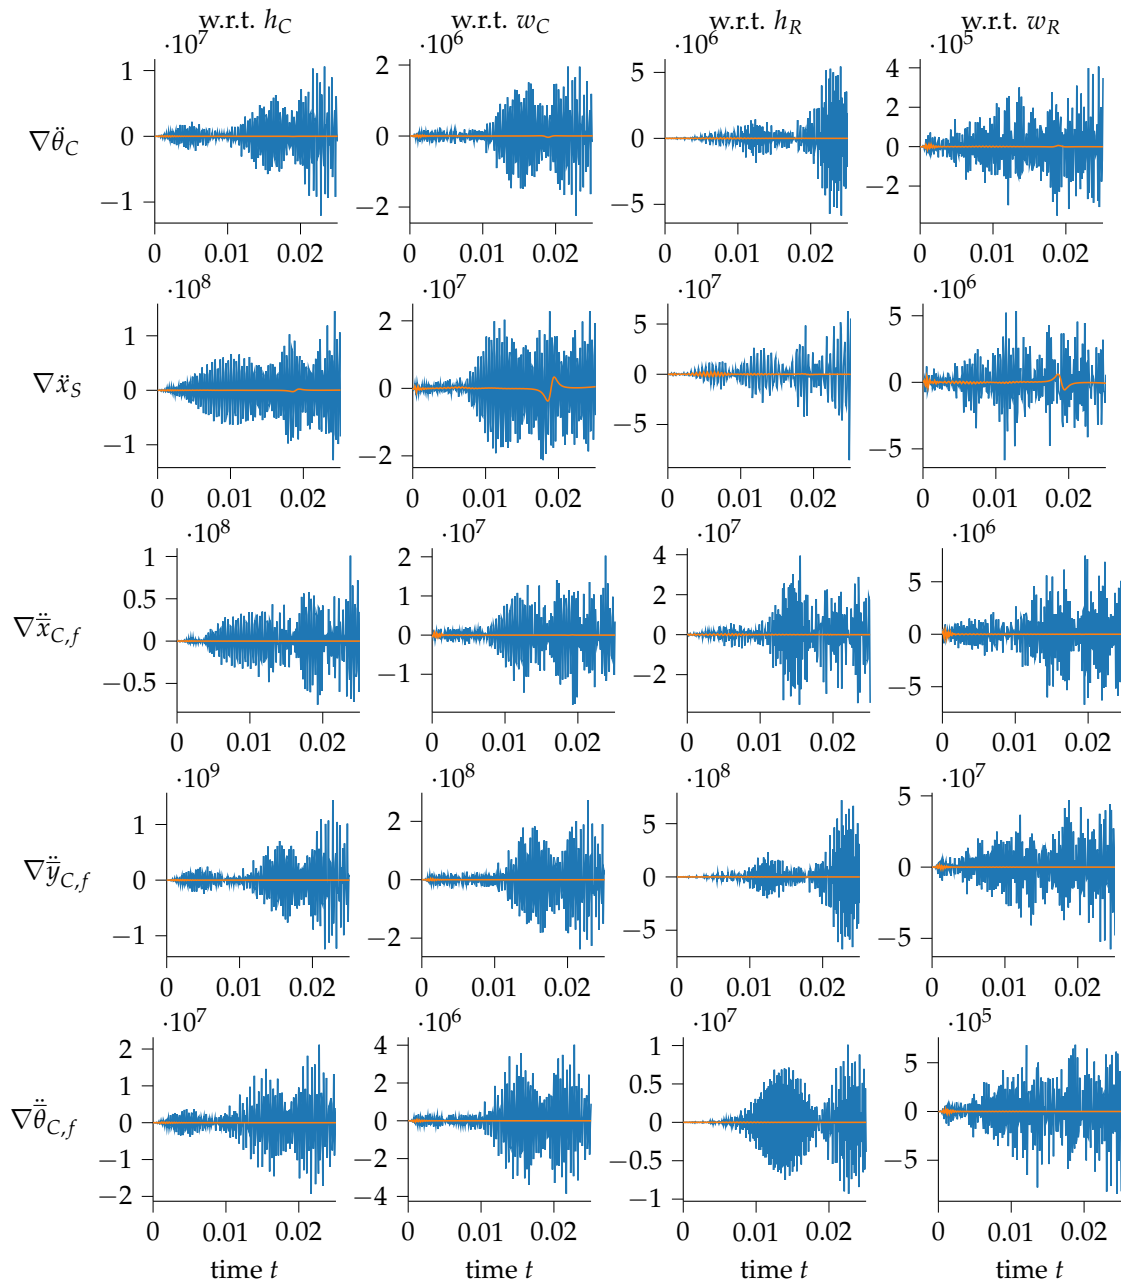 w.r.t. h_C w.r.t. w_C w.r.t. h_R w.r.t. w_R
·10^7 ·10^6 ·10^6 ·10^5
∇θ̈_C
1 0 −1
0 0.01 0.02
2 0 −2
0 0.01 0.02
5 0 −5
0 0.01 0.02
4 2 0 −2
0 0.01 0.02
·10^8 ·10^7 ·10^7 ·10^6
∇ẍ_S
1 0 −1
0 0.01 0.02
2 0 −2
0 0.01 0.02
5 0 −5
0 0.01 0.02
5 0 −5
0 0.01 0.02
·10^8 ·10^7 ·10^7 ·10^6
∇x̄̈_{C,f}
1 0.5 0 −0.5
0 0.01 0.02
2 1 0 −1
0 0.01 0.02
4 2 0 −2
0 0.01 0.02
5 0 −5
0 0.01 0.02
·10^9 ·10^8 ·10^8 ·10^7
∇ȳ̈_{C,f}
1 0 −1
0 0.01 0.02
2 0 −2
0 0.01 0.02
5 0 −5
0 0.01 0.02
5 0 −5
0 0.01 0.02
·10^7 ·10^6 ·10^7 ·10^5
∇θ̄̈_{C,f}
2 1 0 −1 −2
0 0.01 0.02
4 2 0 −2 −4
0 0.01 0.02
1 0.5 0 −0.5 −1
0 0.01 0.02
5 0 −5
0 0.01 0.02
time t time t time t time t